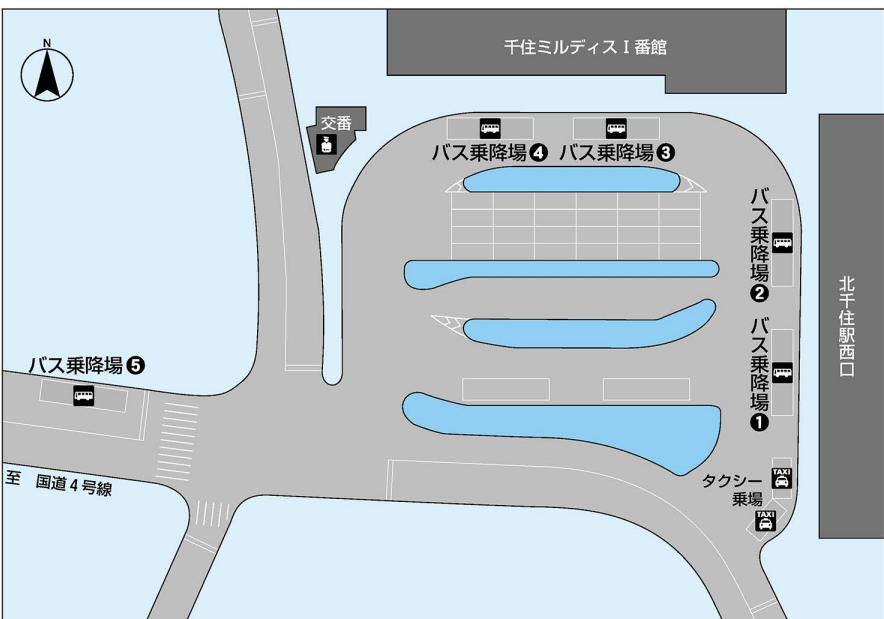 N
千住ミルディスⅠ番館
交番
バス乗降場❹
バス乗降場❸
バス乗降場❷
北千住駅西口
バス乗降場❶
バス乗降場❺
タクシー
乗場
TAXI
TAXI
至 国道4号線